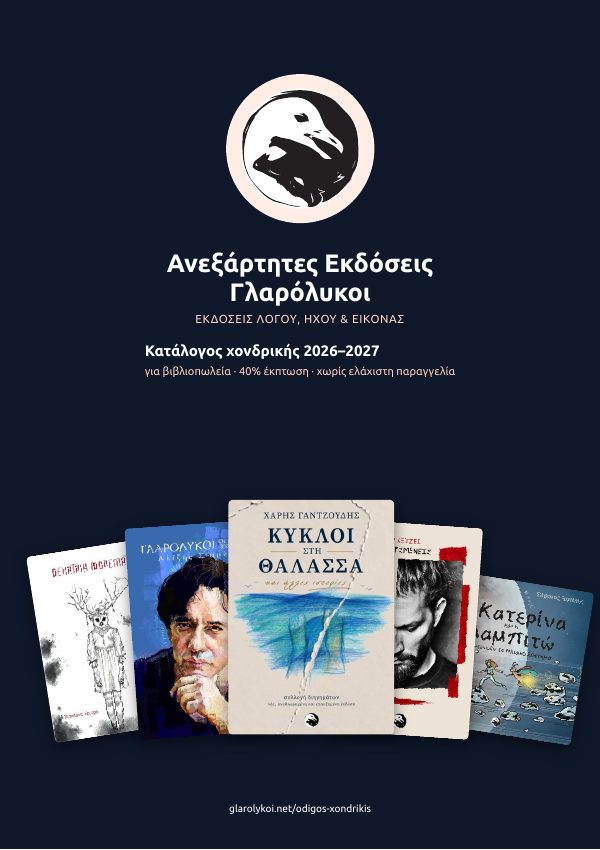 Ανεξάρτητες Εκδόσεις
Γλαρόλυκοι
ΕΚΔΟΣΕΙΣ ΛΟΓΟΥ, ΗΧΟΥ & ΕΙΚΟΝΑΣ
Κατάλογος χονδρικής 2026–2027
για βιβλιοπωλεία · 40% έκπτωση · χωρίς ελάχιστη παραγγελία
ΓΛΑΡΟΛΥΚΟΙ
ΧΑΡΗΣ ΓΑΝΤΖΟΥΔΗΣ
ΚΥΚΛΟΙ
ΣΤΗ
ΘΑΛΑΣΣΑ
και άλλες ιστορίες
συλλογή διηγημάτων
Κατερίνα
glarolykoi.net/odigos-xondrikis